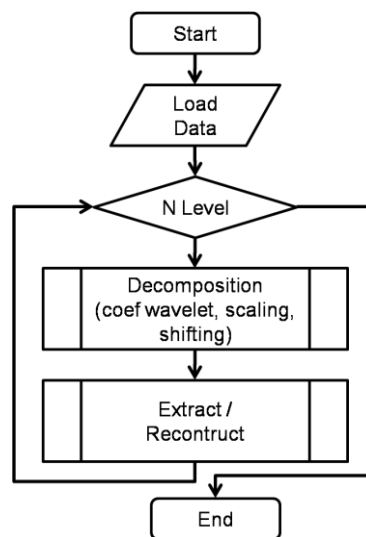 Start
Load
Data
N Level
Decomposition
(coef wavelet, scaling,
shifting)
Extract /
Recontruct
End